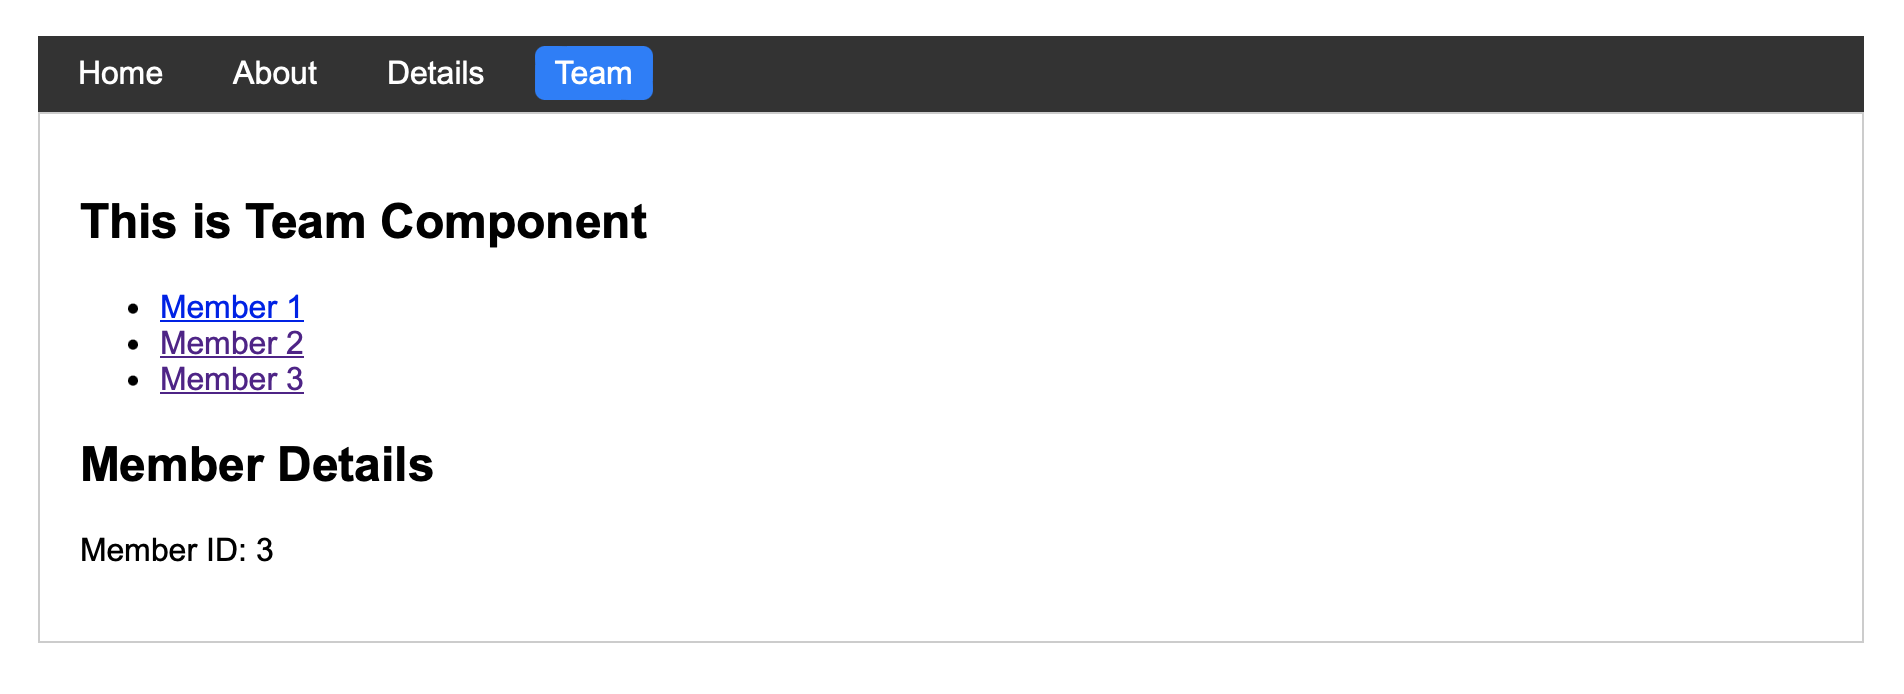 Home About Details Team
This is Team Component
Member 1
Member 2
Member 3
Member Details
Member ID: 3